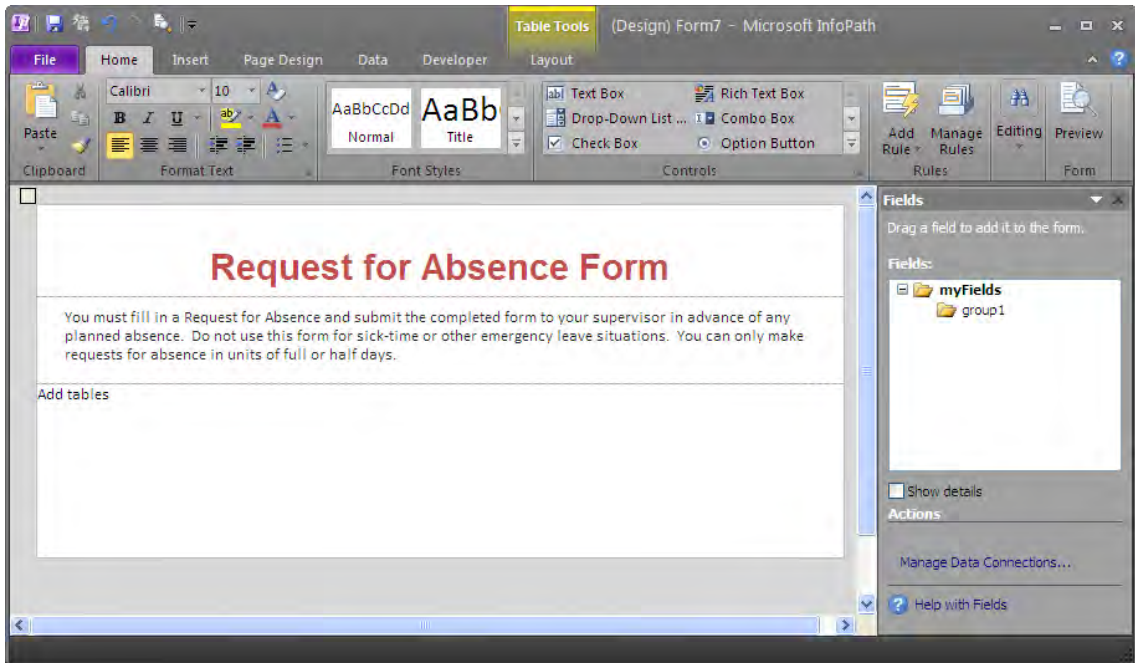 Table Tools (Design) Form7 - Microsoft InfoPath
File Home Insert Page Design Data Developer Layout
Paste
Clipboard
Calibri 10
B I U ab A
Format Text
AaBbCcDd AaBb
Normal Title
Font Styles
ab Text Box Rich Text Box
Drop-Down List ... Combo Box
Check Box Option Button
Controls
Add Rule Manage Rules
Rules
Editing
Preview
Form
Request for Absence Form
You must fill in a Request for Absence and submit the completed form to your supervisor in advance of any
planned absence. Do not use this form for sick-time or other emergency leave situations. You can only make
requests for absence in units of full or half days.
Add tables
Fields
Drag a field to add it to the form.
Fields:
myFields
group1
Show details
Actions
Manage Data Connections...
Help with Fields